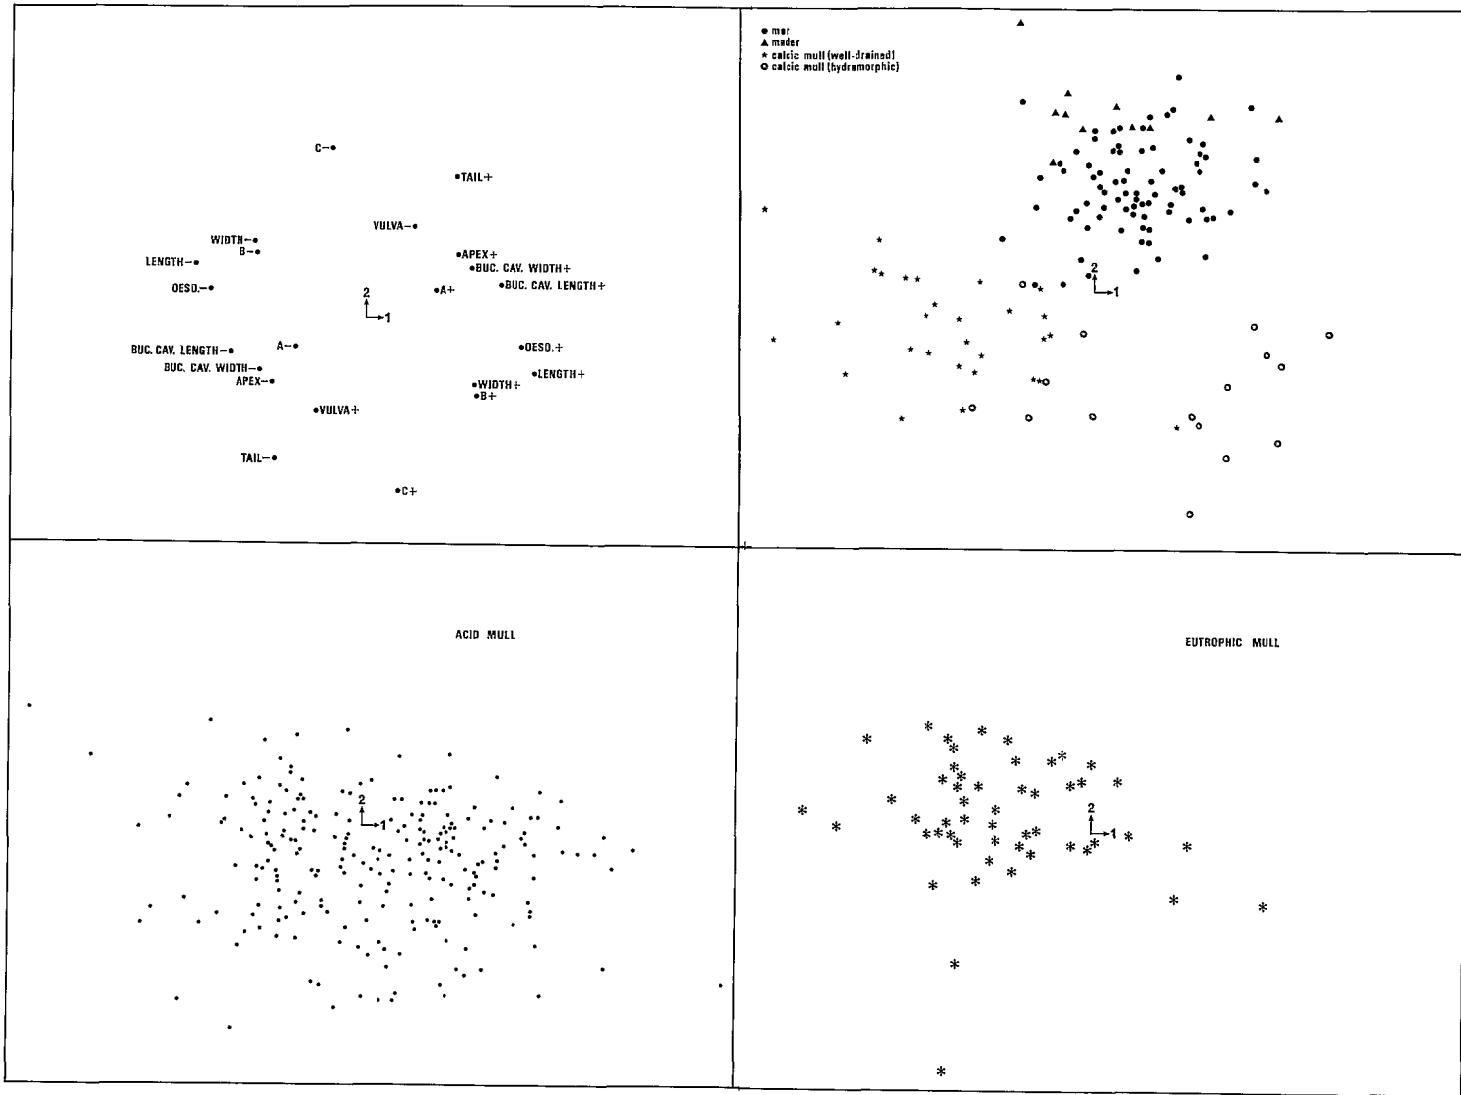 C-
TAIL+
VULVA-
WIDTH-
B-
LENGTH-
OESO.-
APEX+
BUC. CAV. WIDTH+
BUC. CAV. LENGTH+
A+
2
1
A-
BUC. CAV. LENGTH-
BUC. CAV. WIDTH-
APEX-
OESO.+
LENGTH+
WIDTH+
B+
VULVA+
TAIL-
C+
mor
moder
calcic mull (well-drained)
calcic mull (hydromorphic)
2
1
ACID MULL
2
1
EUTROPHIC MULL
2
1